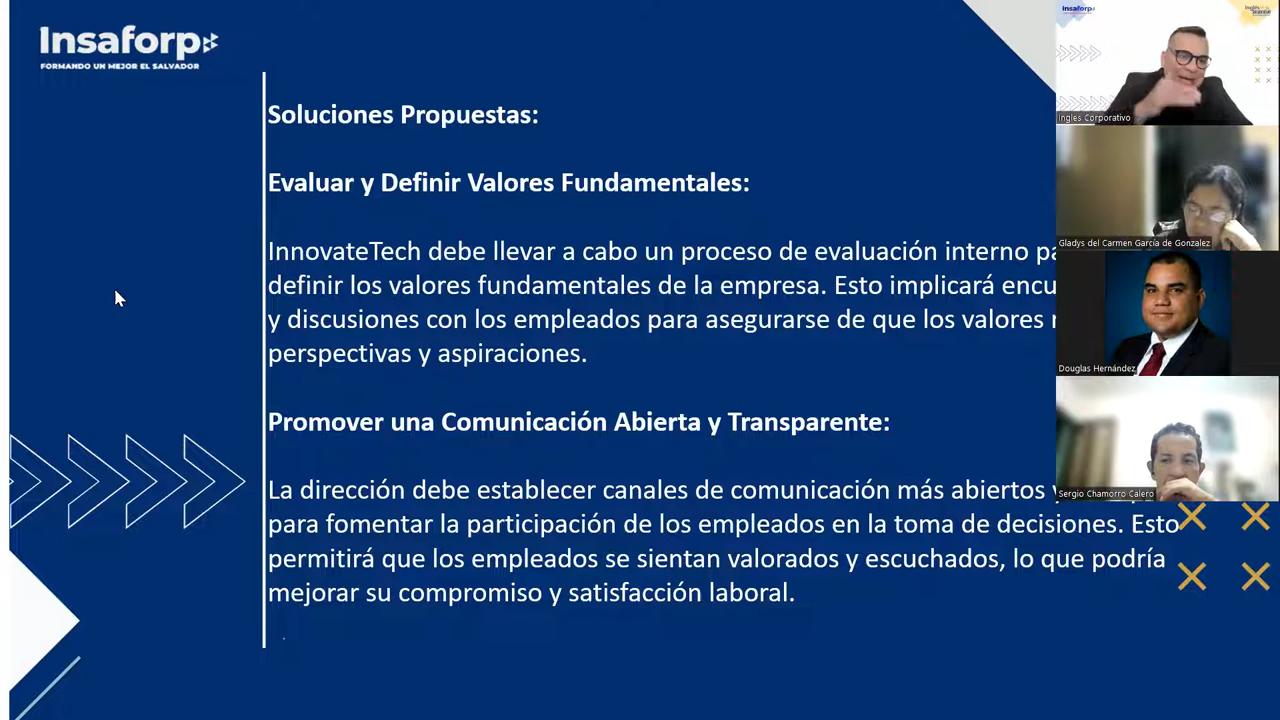 Insaforp
FORMANDO UN MEJOR EL SALVADOR
Soluciones Propuestas:
Evaluar y Definir Valores Fundamentales:
InnovateTech debe llevar a cabo un proceso de evaluación interno
definir los valores fundamentales de la empresa. Esto implicará
y discusiones con los empleados para asegurarse de que los valores
perspectivas y aspiraciones.
Promover una Comunicación Abierta y Transparente:
La dirección debe establecer canales de comunicación más abiertos
para fomentar la participación de los empleados en la toma de decisiones. Esto
permitirá que los empleados se sientan valorados y escuchados, lo que podría
mejorar su compromiso y satisfacción laboral.
Insaforp
Ingles Corporativo
Gladys del Carmen García de Gonzalez
Douglas Hernández
Sergio Chamorro Calero